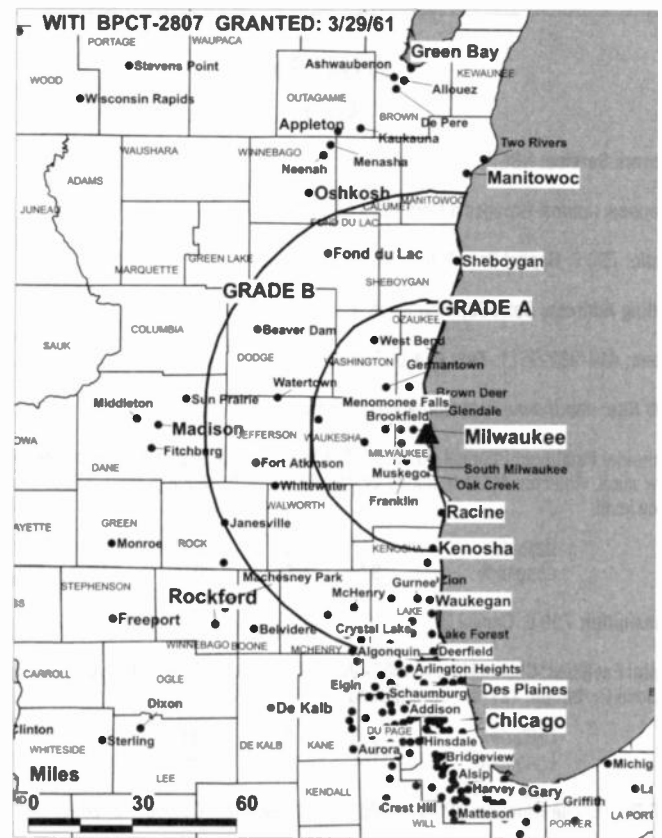 WITI BPCT-2807 GRANTED: 3/29/61
PORTAGE
WAUPACA
Green Bay
Stevens Point
Ashwaubenon
KEWAUNEE
WOOD
Allouez
Wisconsin Rapids
OUTAGAMIE
BROWN
De Pere
Appleton
Kaukauna
WAUSHARA
WINNEBAGO
Menasha
Two Rivers
Neenah
ADAMS
Manitowoc
Oshkosh
CALUMET
MANITOWOC
JUNEAU
FOND DU LAC
GREEN LAKE
Fond du Lac
Sheboygan
MARQUETTE
SHEBOYGAN
GRADE B
GRADE A
OZAUKEE
COLUMBIA
Beaver Dam
West Bend
SAUK
DODGE
WASHINGTON
Germantown
Watertown
Brown Deer
Middleton
Sun Prairie
Menomonee Falls
Glendale
Brookfield
Madison
JEFFERSON
WAUKESHA
Milwaukee
IOWA
Fitchburg
MILWAUKEE
DANE
Fort Atkinson
Muskego
South Milwaukee
Whitewater
Oak Creek
Franklin
WALWORTH
GREEN
Racine
AYETTE
Janesville
Monroe
ROCK
KENOSHA
Kenosha
STEPHENSON
Machesney Park
Gurnee
Zion
SS
Rockford
McHenry
Waukegan
Freeport
LAKE
Belvidere
Crystal Lake
Lake Forest
WINNEBAGO
BOONE
MCHENRY
Algonquin
Deerfield
CARROLL
OGLE
Arlington Heights
Elgin
Des Plaines
Dixon
Schaumburg
De Kalb
Addison
Clinton
Chicago
Sterling
DU PAGE
WHITESIDE
DE KALB
KANE
Hinsdale
Aurora
Bridgeview
Miles
LEE
Michig
Alsip
KENDALL
Harvey
Gary
La
0 30 60
Crest Hill
Griffith
Matteson
WILL
PORTER
LA PORT